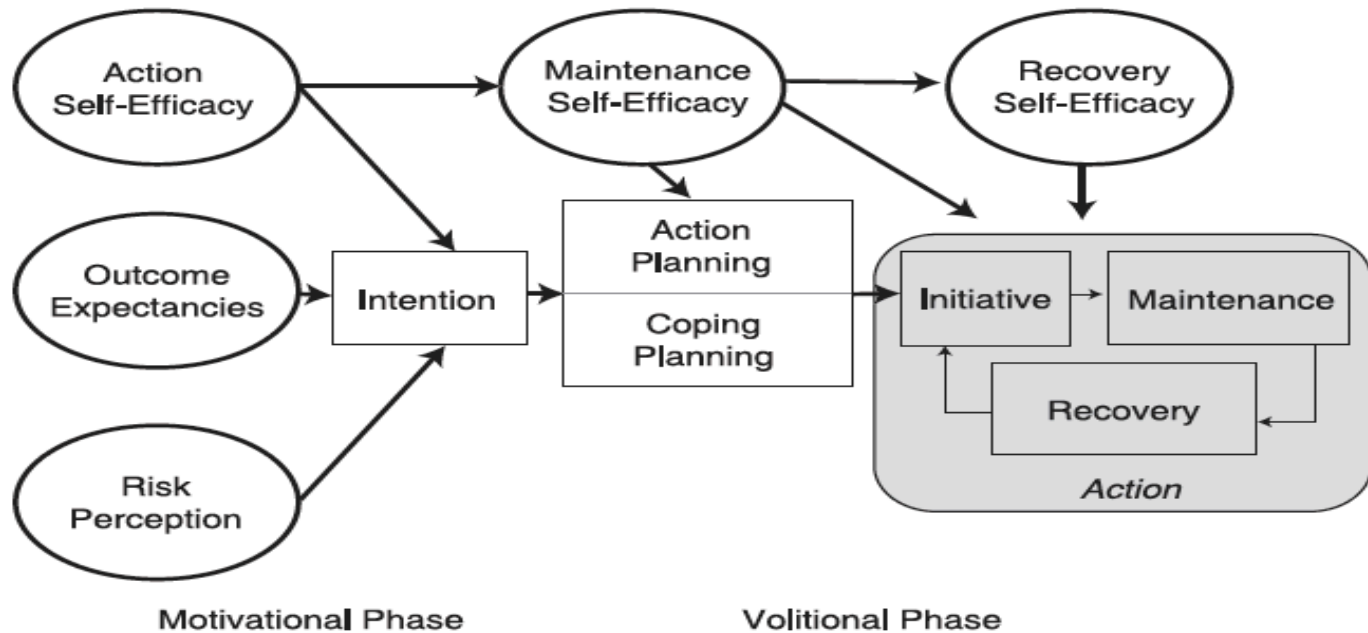 Action
Self-Efficacy
Maintenance
Self-Efficacy
Recovery
Self-Efficacy
Outcome
Expectancies
Intention
Action
Planning
Coping
Planning
Initiative
Maintenance
Recovery
Action
Risk
Perception
Motivational Phase
Volitional Phase